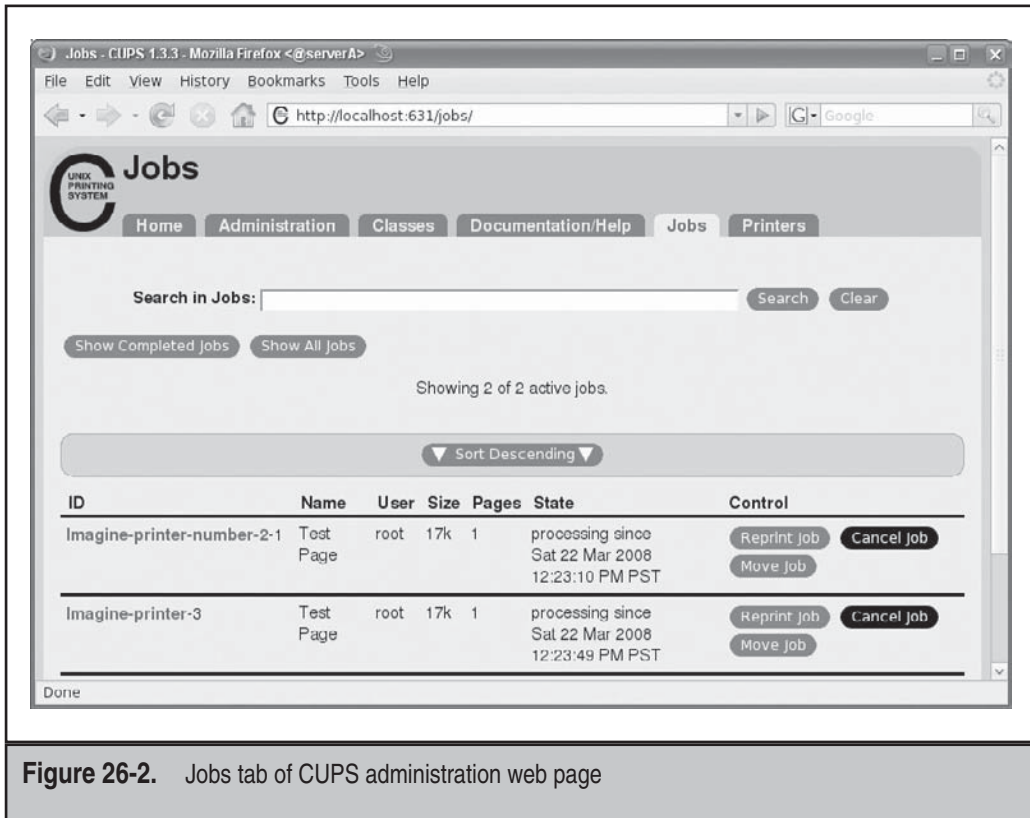 Jobs - CUPS 1.3.3 - Mozilla Firefox <@serverA>
File Edit View History Bookmarks Tools Help
http://localhost:631/jobs/
G Google
UNIX
PRINTING
SYSTEM
Jobs
Home Administration Classes Documentation/Help Jobs Printers
Search in Jobs: Search Clear
Show Completed Jobs Show All Jobs
Showing 2 of 2 active jobs.
Sort Descending
ID Name User Size Pages State Control
Imagine-printer-number-2-1 Test root 17k 1 processing since Reprint Job Cancel Job
Page Sat 22 Mar 2008 Move Job
12:23:10 PM PST
Imagine-printer-3 Test root 17k 1 processing since Reprint Job Cancel Job
Page Sat 22 Mar 2008 Move Job
12:23:49 PM PST
Done
Figure 26-2. Jobs tab of CUPS administration web page